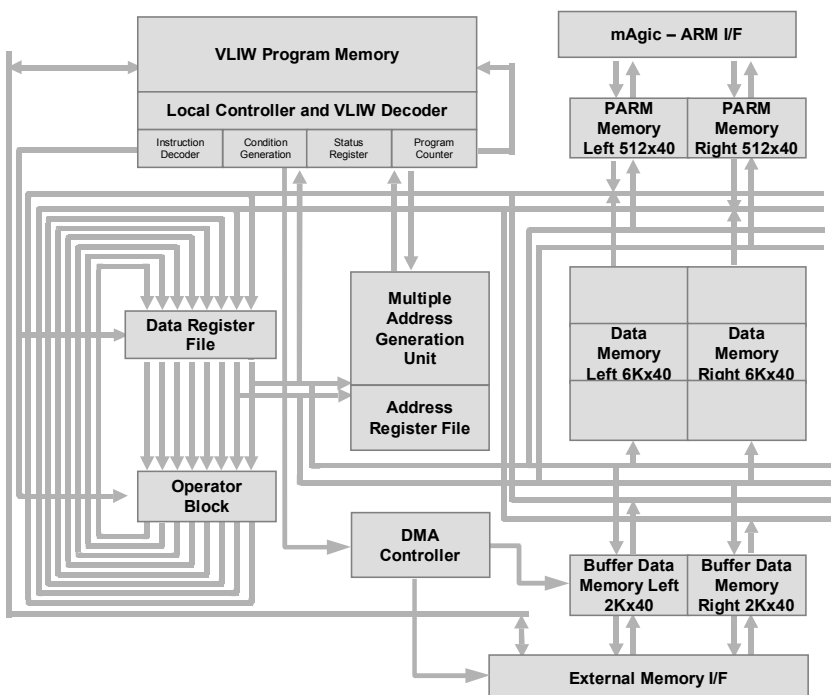 VLIW Program Memory
Local Controller and VLIW Decoder
Instruction
Decoder
Condition
Generation
Status
Register
Program
Counter
mAgic – ARM I/F
PARM
Memory
Left 512x40
PARM
Memory
Right 512x40
Data Register
File
Multiple
Address
Generation
Unit
Address
Register File
Data
Memory
Left 6Kx40
Data
Memory
Right 6Kx40
Operator
Block
DMA
Controller
Buffer Data
Memory Left
2Kx40
Buffer Data
Memory
Right 2Kx40
External Memory I/F